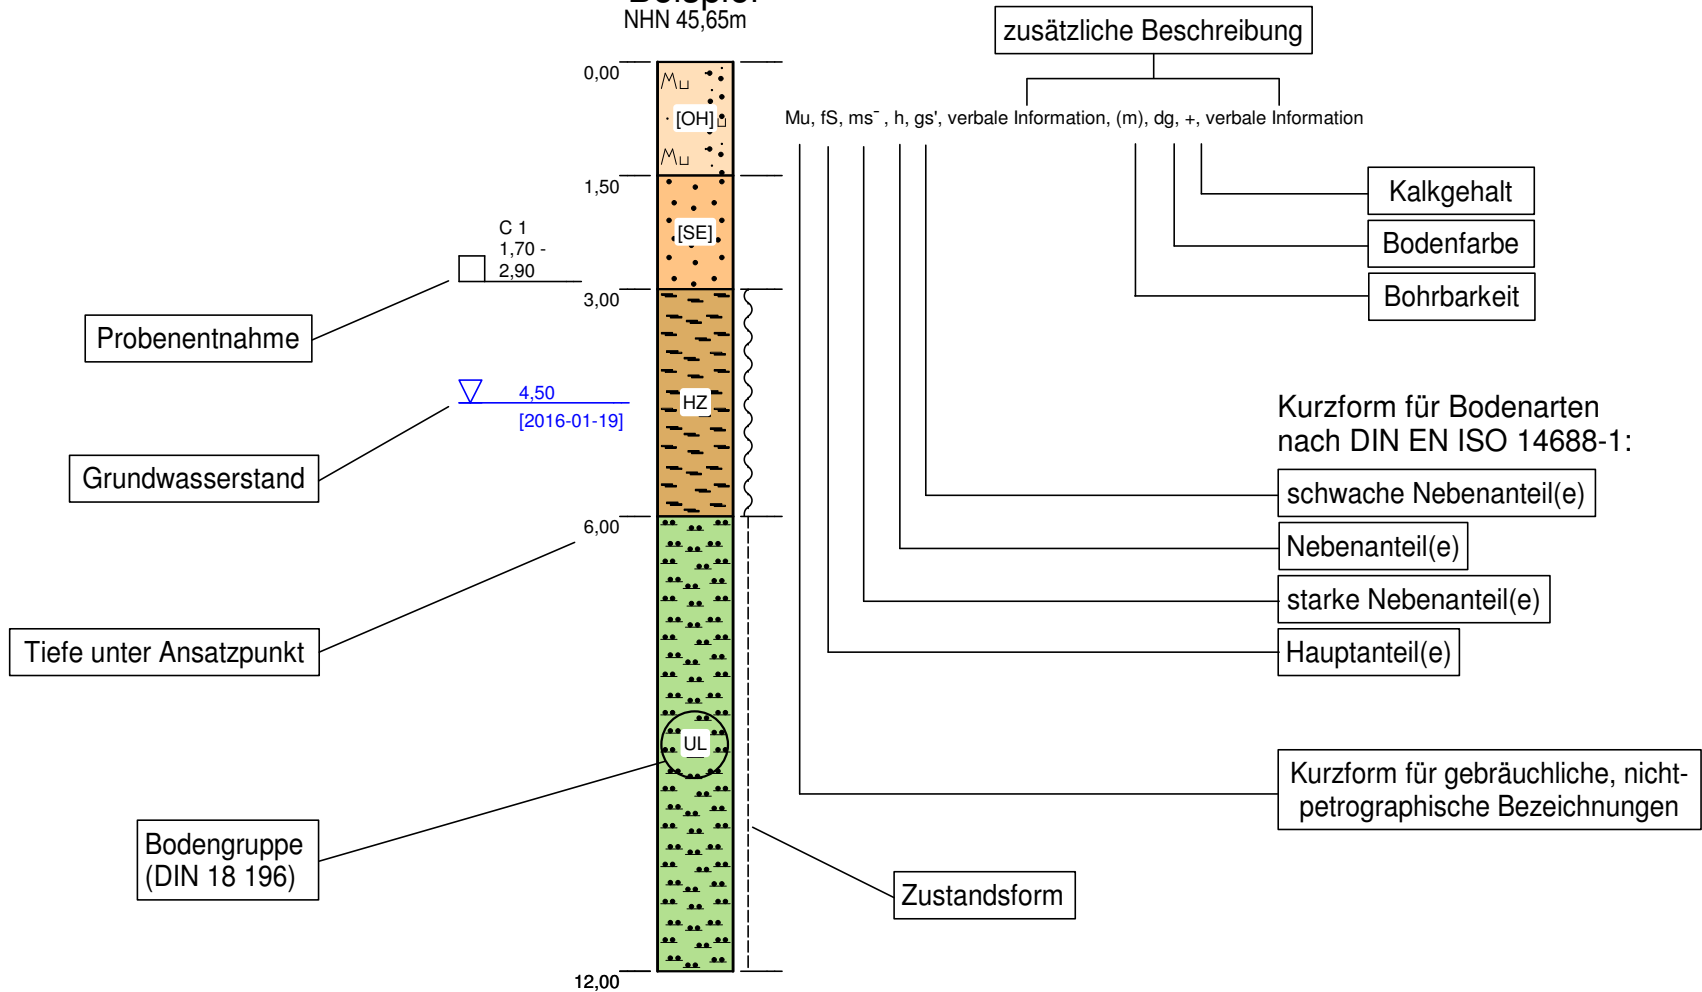 Beispiel
NHN 45,65m
zusätzliche Beschreibung
0,00
Mu
[OH]
Mu
Mu, fS, ms¯ , h, gs', verbale Information, (m), dg, +, verbale Information
Kalkgehalt
Bodenfarbe
Bohrbarkeit
1,50
[SE]
C 1
1,70 -
2,90
3,00
Probenentnahme
4,50
[2016-01-19]
HZ
Grundwasserstand
Kurzform für Bodenarten
nach DIN EN ISO 14688-1:
schwache Nebenanteil(e)
Nebenanteil(e)
starke Nebenanteil(e)
Hauptanteil(e)
6,00
Tiefe unter Ansatzpunkt
UL
Kurzform für gebräuchliche, nicht-
petrographische Bezeichnungen
Bodengruppe
(DIN 18 196)
Zustandsform
12,00